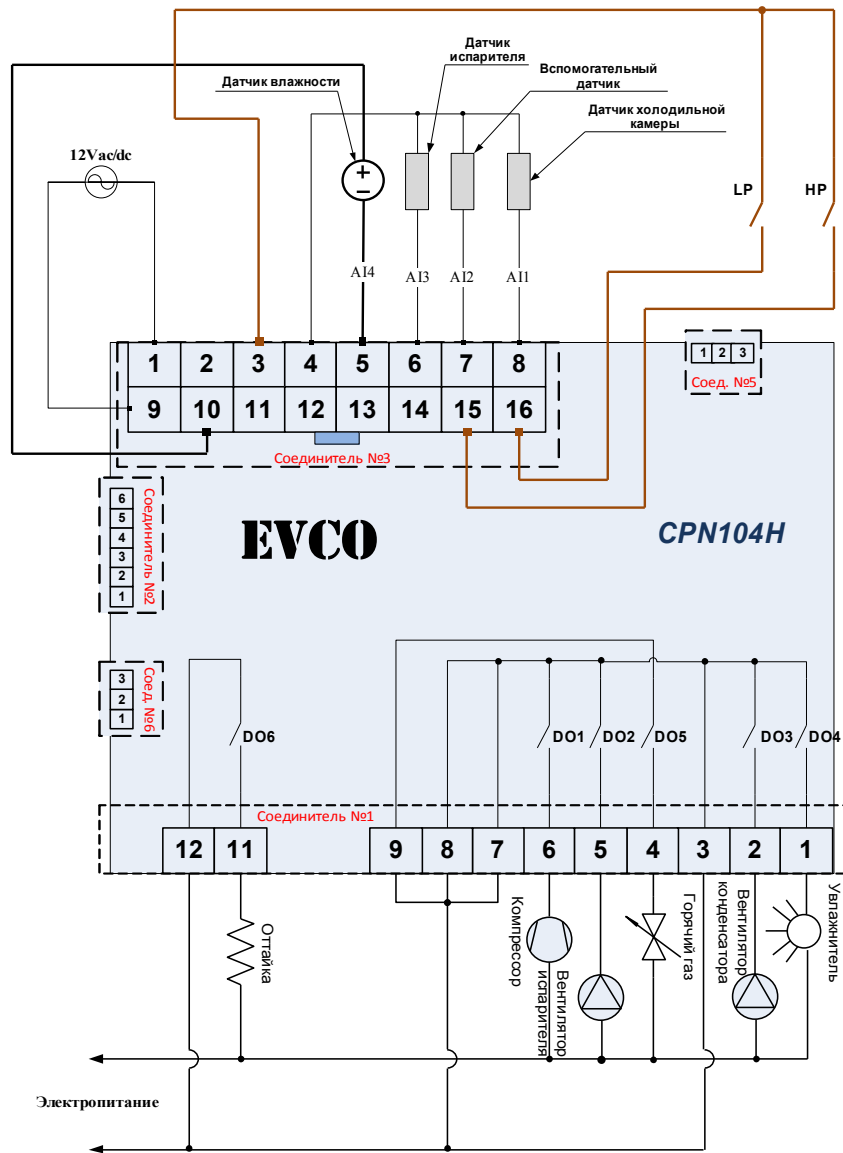 Датчик
испарителя
Вспомогательный
датчик
Датчик влажности
Датчик холодильной
камеры
12Vac/dc
LP
HP
AI4
AI3
AI2
AI1
1 2 3 4 5 6 7 8
9 10 11 12 13 14 15 16
Соединитель №3
1 2 3
Соед. №5
6
5
4
3
2
1
Соединитель №2
EVCO
CPN104H
3
2
1
Соед. №6
DO6
DO1
DO2
DO5
DO3
DO4
Соединитель №1
12 11 9 8 7 6 5 4 3 2 1
Оттайка
Компрессор
Вентилятор
испарителя
Горячий газ
Вентилятор
конденсатора
Увлажнитель
Электропитание